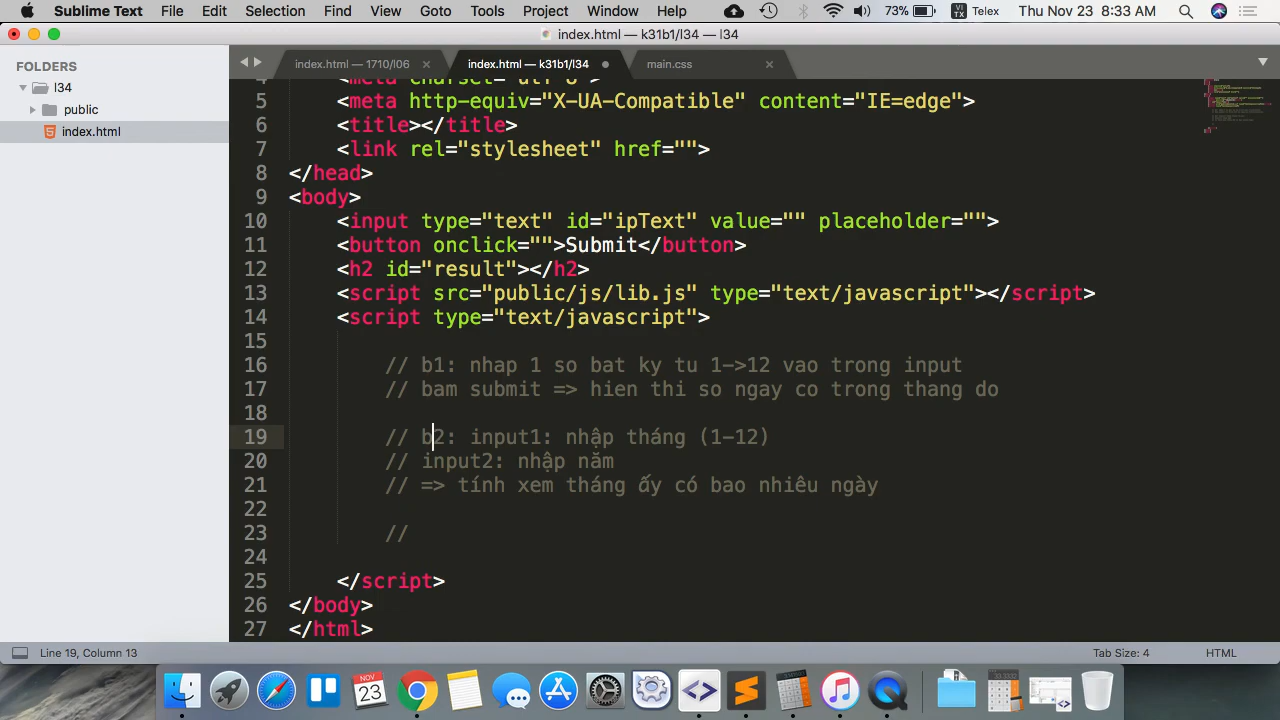 Sublime Text File Edit Selection Find View Goto Tools Project Window Help 73% VI TX Telex Thu Nov 23 8:33 AM
index.html — k31b1/l34 — l34
FOLDERS
l34
public
index.html
index.html — 1710/l06 × index.html — k31b1/l34 main.css ×
5 <meta http-equiv="X-UA-Compatible" content="IE=edge">
6 <title></title>
7 <link rel="stylesheet" href="">
8 </head>
9 <body>
10 <input type="text" id="ipText" value="" placeholder="">
11 <button onclick="">Submit</button>
12 <h2 id="result"></h2>
13 <script src="public/js/lib.js" type="text/javascript"></script>
14 <script type="text/javascript">
15
16 // b1: nhap 1 so bat ky tu 1->12 vao trong input
17 // bam submit => hien thi so ngay co trong thang do
18
19 // b2: input1: nhập tháng (1-12)
20 // input2: nhập năm
21 // => tính xem tháng ấy có bao nhiêu ngày
22
23 //
24
25 </script>
26 </body>
27 </html>
Line 19, Column 13 Tab Size: 4 HTML
NOV
23